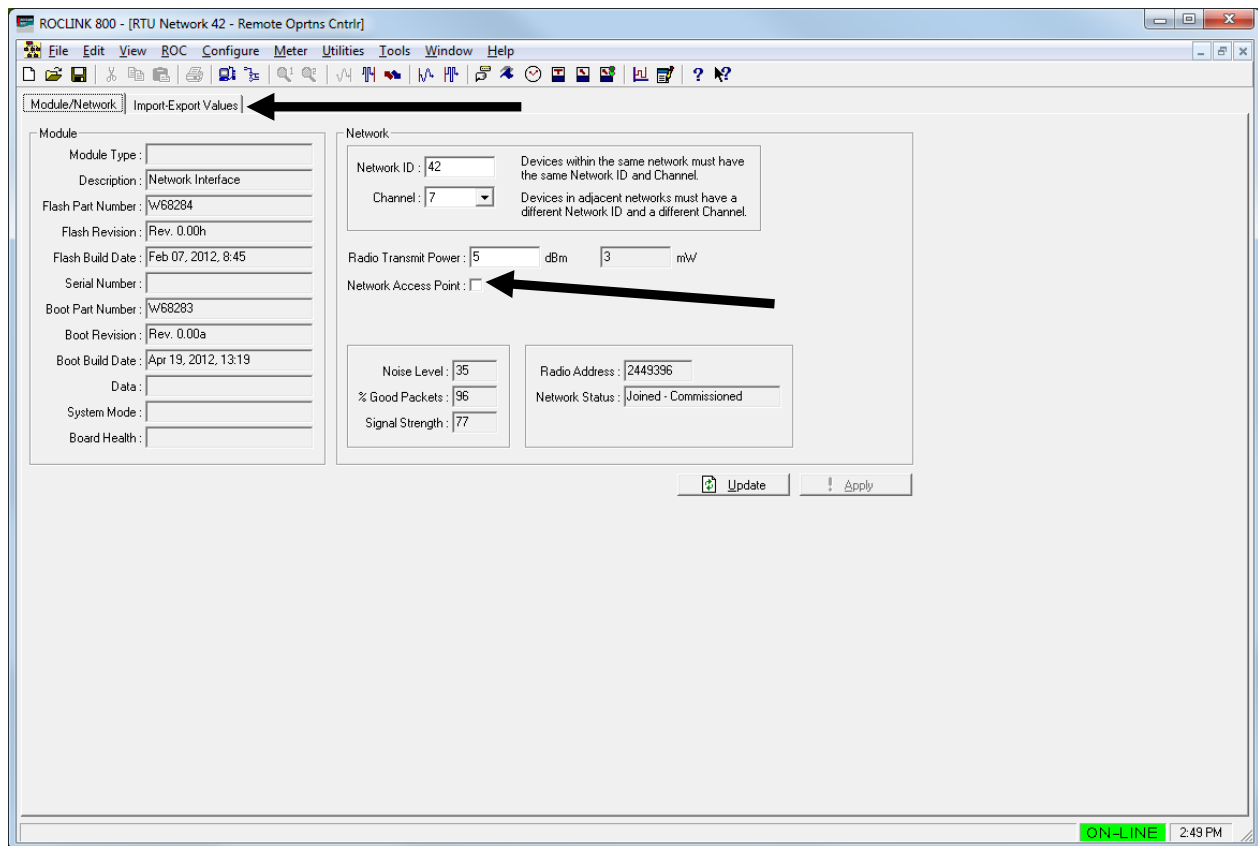 ROCLINK 800 - [RTU Network 42 - Remote Oprtns Cntrlr]
File Edit View ROC Configure Meter Utilities Tools Window Help
Module/Network Import-Export Values
Module
Module Type :
Description : Network Interface
Flash Part Number : W68284
Flash Revision : Rev. 0.00h
Flash Build Date : Feb 07, 2012, 8:45
Serial Number :
Boot Part Number : W68283
Boot Revision : Rev. 0.00a
Boot Build Date : Apr 19, 2012, 13:19
Data :
System Mode :
Board Health :
Network
Network ID : 42
Devices within the same network must have
the same Network ID and Channel.
Channel : 7
Devices in adjacent networks must have a
different Network ID and a different Channel.
Radio Transmit Power : 5 dBm 3 mW
Network Access Point :
Noise Level : 35
% Good Packets : 96
Signal Strength : 77
Radio Address : 2449396
Network Status : Joined - Commissioned
Update ! Apply
ON-LINE 2:49 PM